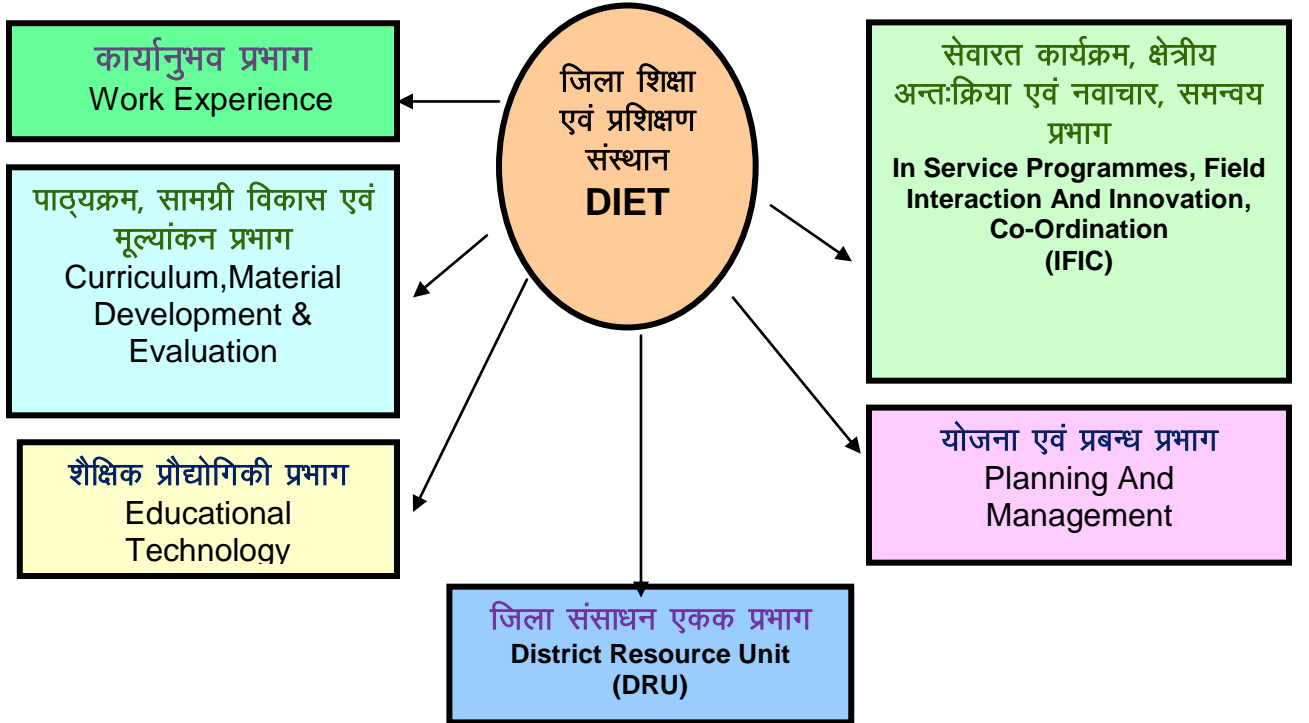 कार्यानुभव प्रभाग
Work Experience
पाठ्यक्रम, सामग्री विकास एवं
मूल्यांकन प्रभाग
Curriculum,Material
Development &
Evaluation
शैक्षिक प्रौद्योगिकी प्रभाग
Educational
Technology
जिला शिक्षा
एवं प्रशिक्षण
संस्थान
DIET
जिला संसाधन एकक प्रभाग
District Resource Unit
(DRU)
सेवारत कार्यक्रम, क्षेत्रीय
अन्तःक्रिया एवं नवाचार, समन्वय
प्रभाग
In Service Programmes, Field
Interaction And Innovation,
Co-Ordination
(IFIC)
योजना एवं प्रबन्ध प्रभाग
Planning And
Management